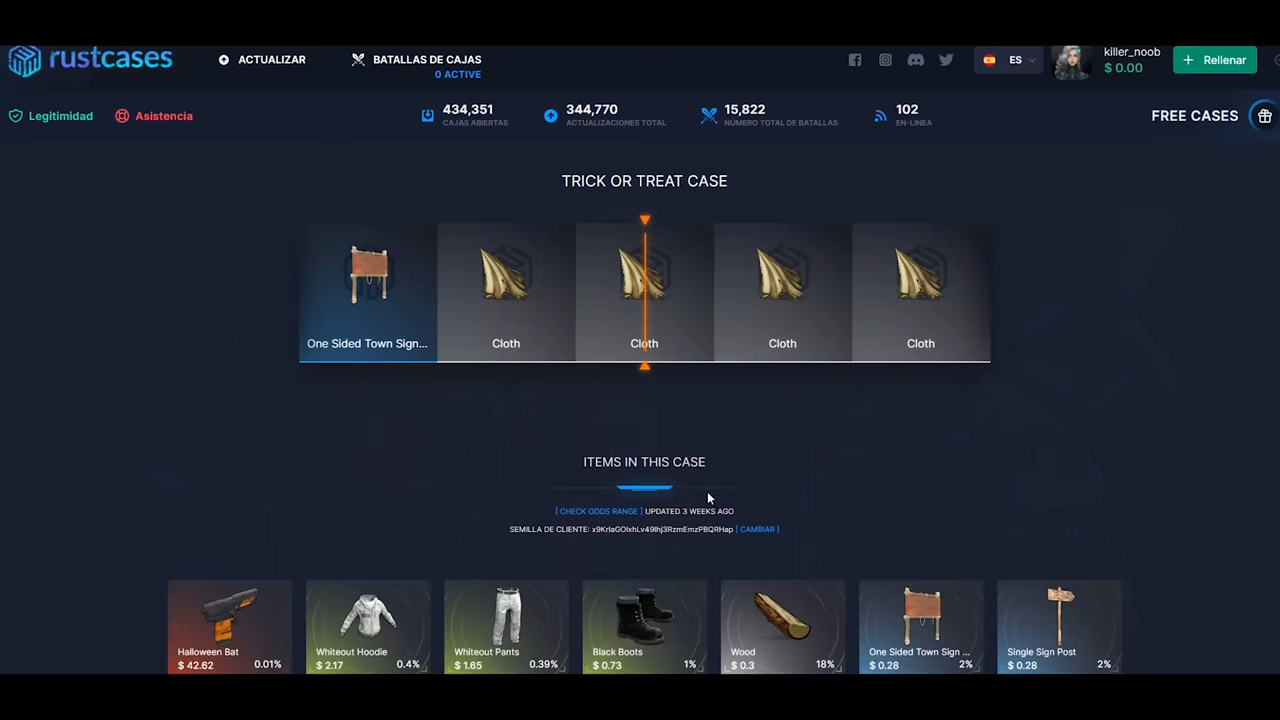 rustcases
ACTUALIZAR
BATALLAS DE CAJAS
0 ACTIVE
ES
killer_noob
$ 0.00
Rellenar
Legitimidad
Asistencia
434,351
CAJAS ABIERTAS
344,770
ACTUALIZACIONES TOTAL
15,822
NÚMERO TOTAL DE BATALLAS
102
EN-LINEA
FREE CASES
TRICK OR TREAT CASE
One Sided Town Sign...
Cloth
Cloth
Cloth
Cloth
ITEMS IN THIS CASE
[ CHECK ODDS RANGE ] UPDATED 3 WEEKS AGO
SEMILLA DE CLIENTE: [ CAMBIAR ]
Halloween Bat
$ 42.62 0.01%
Whiteout Hoodie
$ 2.17 0.4%
Whiteout Pants
$ 1.65 0.39%
Black Boots
$ 0.73 1%
Wood
$ 0.3 18%
One Sided Town Sign ...
$ 0.28 2%
Single Sign Post
$ 0.28 2%